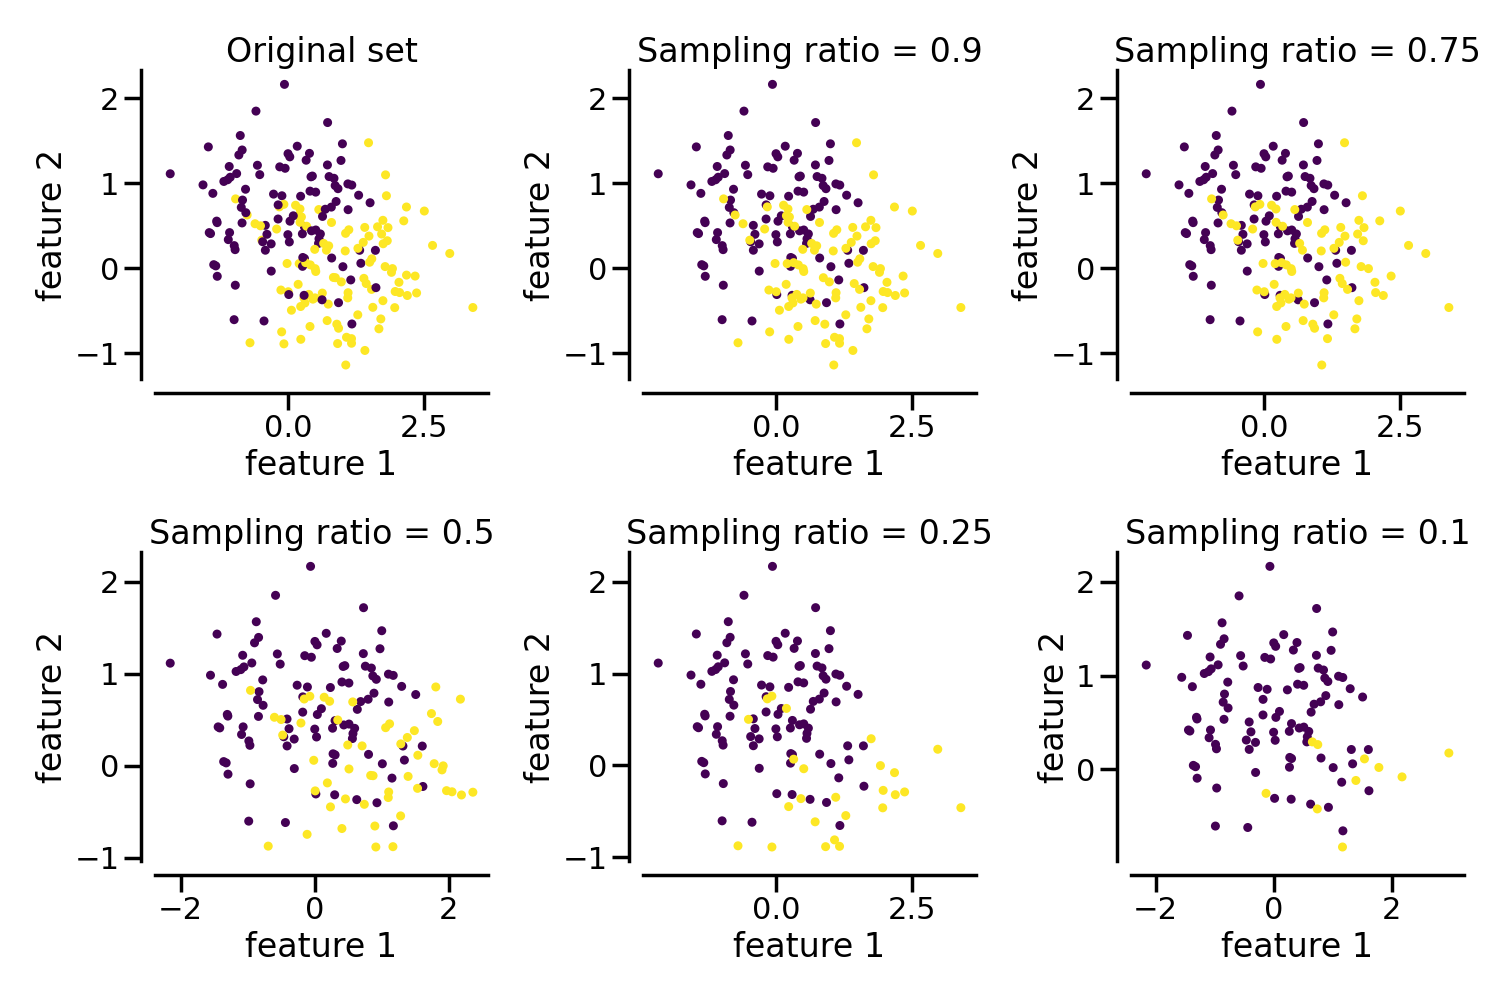 Original set
Sampling ratio = 0.9
Sampling ratio = 0.75
2
1
0
−1
feature 2
0.0
2.5
feature 1
2
1
0
−1
feature 2
0.0
2.5
feature 1
2
1
0
−1
feature 2
0.0
2.5
feature 1
Sampling ratio = 0.5
Sampling ratio = 0.25
Sampling ratio = 0.1
2
1
0
−1
feature 2
−2
0
2
feature 1
2
1
0
−1
feature 2
0.0
2.5
feature 1
2
1
0
feature 2
−2
0
2
feature 1